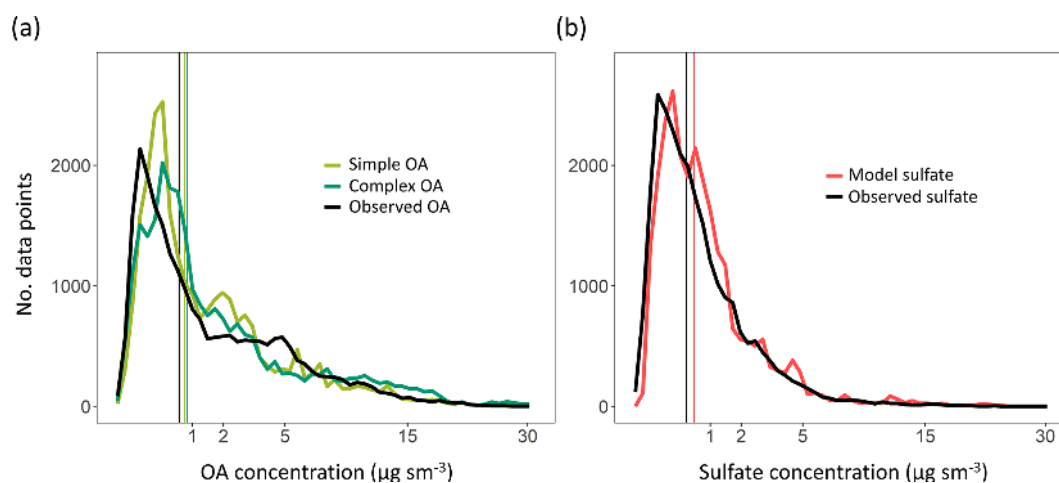 (a)
(b)
No. data points
2000
1000
0
Simple OA
Complex OA
Observed OA
1 2 5 15 30
OA concentration (µg sm⁻³)
2000
1000
0
Model sulfate
Observed sulfate
1 2 5 15 30
Sulfate concentration (µg sm⁻³)